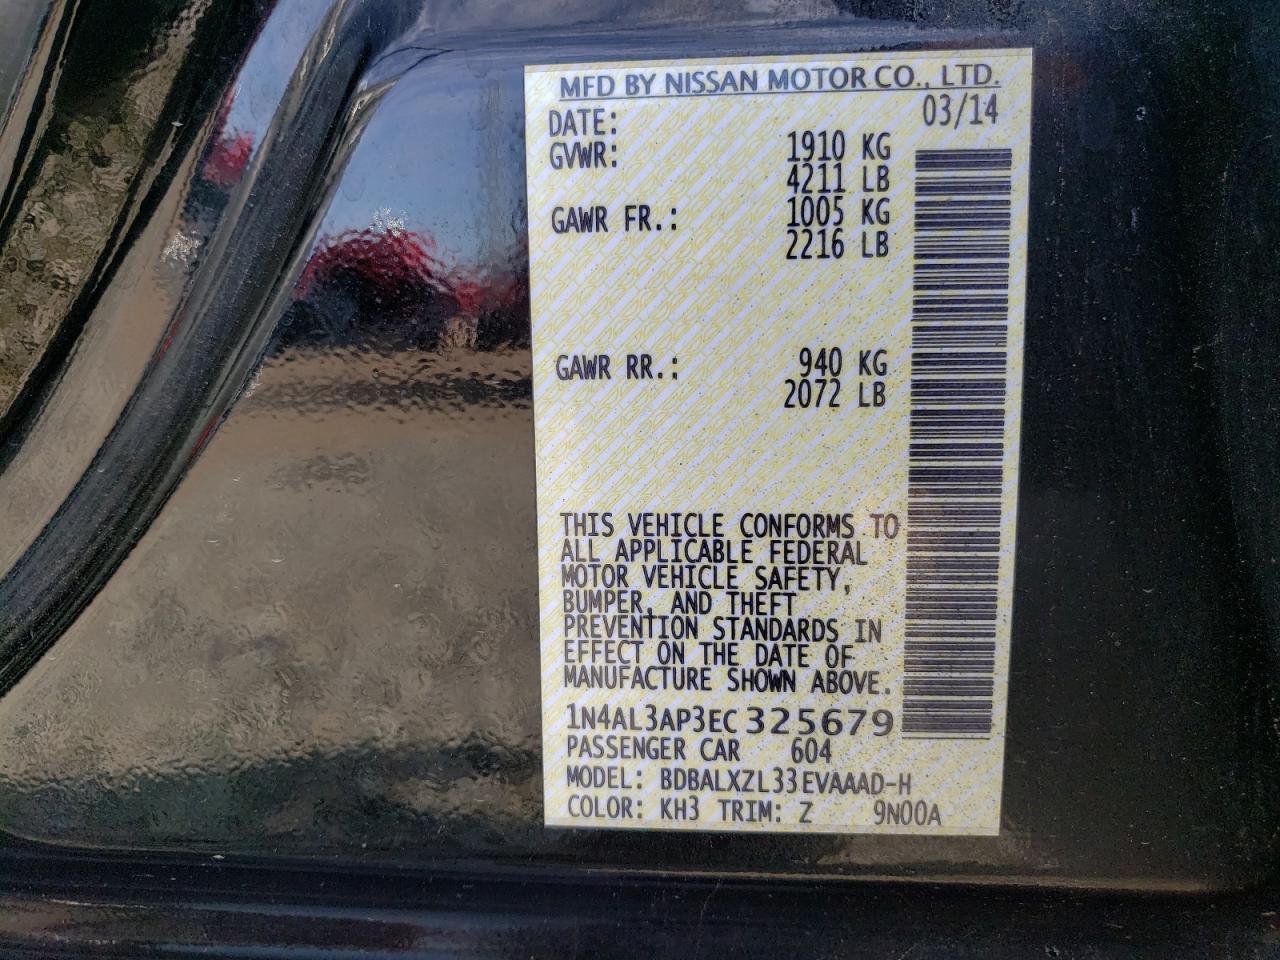 MFD BY NISSAN MOTOR CO., LTD.
DATE: 03/14
GVWR: 1910 KG
4211 LB
GAWR FR.: 1005 KG
2216 LB
GAWR RR.: 940 KG
2072 LB
THIS VEHICLE CONFORMS TO
ALL APPLICABLE FEDERAL
MOTOR VEHICLE SAFETY,
BUMPER, AND THEFT
PREVENTION STANDARDS IN
EFFECT ON THE DATE OF
MANUFACTURE SHOWN ABOVE.
1N4AL3AP3EC325679
PASSENGER CAR 604
MODEL: BDBALXZL33EVAAAD-H
COLOR: KH3 TRIM: Z 9N00A